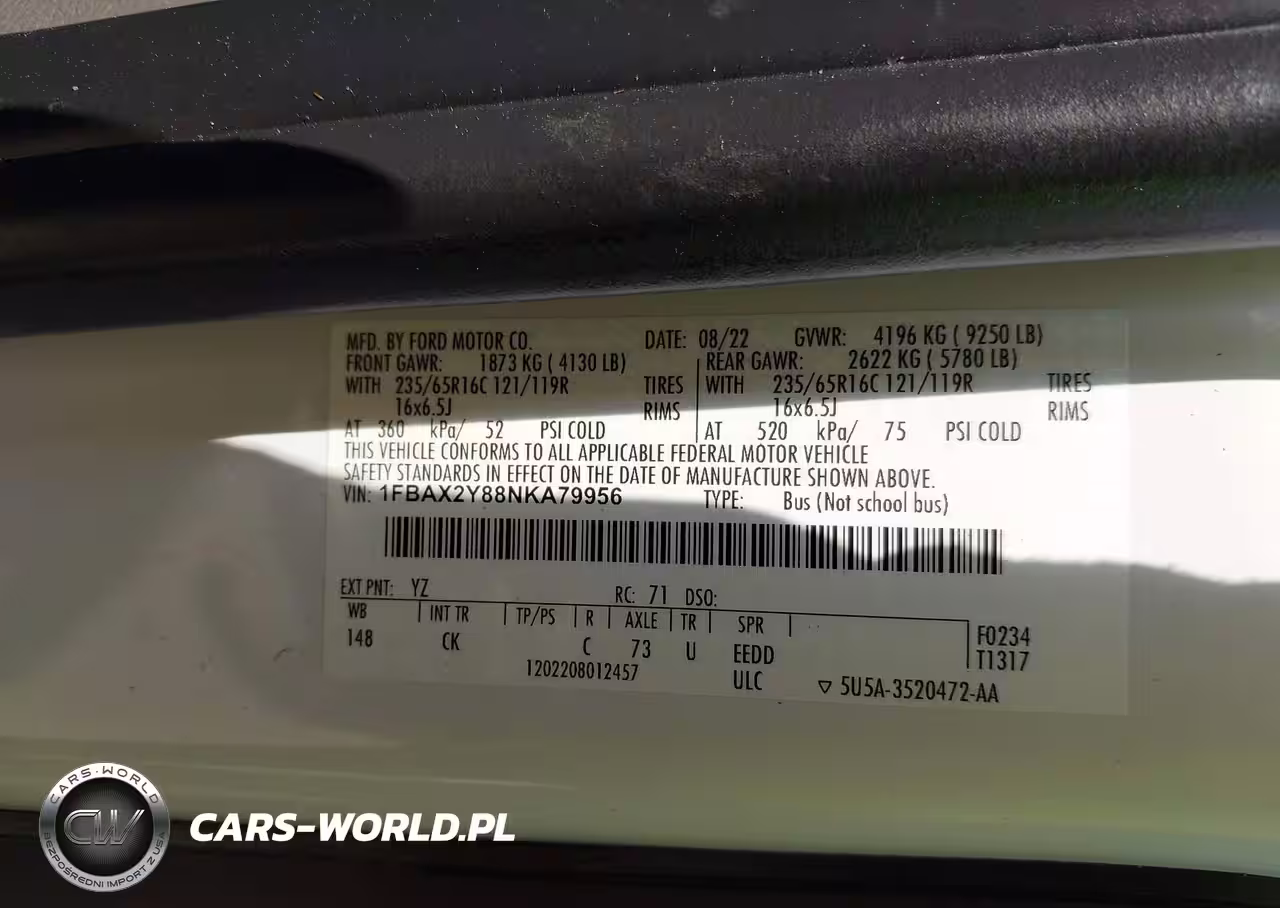 MFD. BY FORD MOTOR CO. DATE: 08/22 GVWR: 4196 KG ( 9250 LB)
FRONT GAWR: 1873 KG ( 4130 LB) REAR GAWR: 2622 KG ( 5780 LB)
WITH 235/65R16C 121/119R TIRES WITH 235/65R16C 121/119R TIRES
16x6.5J RIMS 16x6.5J RIMS
AT 360 kPa/ 52 PSI COLD AT 520 kPa/ 75 PSI COLD
THIS VEHICLE CONFORMS TO ALL APPLICABLE FEDERAL MOTOR VEHICLE
SAFETY STANDARDS IN EFFECT ON THE DATE OF MANUFACTURE SHOWN ABOVE.
VIN: 1FBAX2Y88NKA79956 TYPE: Bus (Not school bus)
EXT PNT: YZ RC: 71 DSO:
WB INT TR TP/PS R AXLE TR SPR F0234
148 CK C 73 U EEDD T1317
1202208012457 ULC ▽ 5U5A-3520472-AA
CARS-WORLD
CW
BEZPOŚREDNI IMPORT Z USA
CARS-WORLD.PL